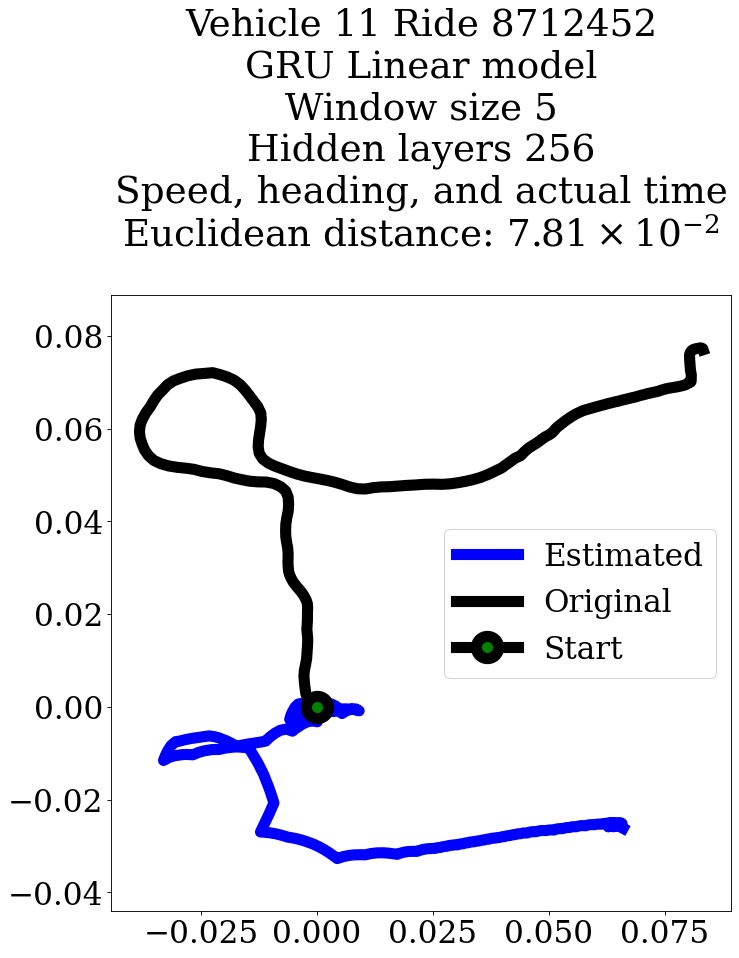 Vehicle 11 Ride 8712452
GRU Linear model
Window size 5
Hidden layers 256
Speed, heading, and actual time
Euclidean distance: 7.81 × 10⁻²
0.08
0.06
0.04
0.02
0.00
−0.02
−0.04
Estimated
Original
Start
−0.025 0.000 0.025 0.050 0.075